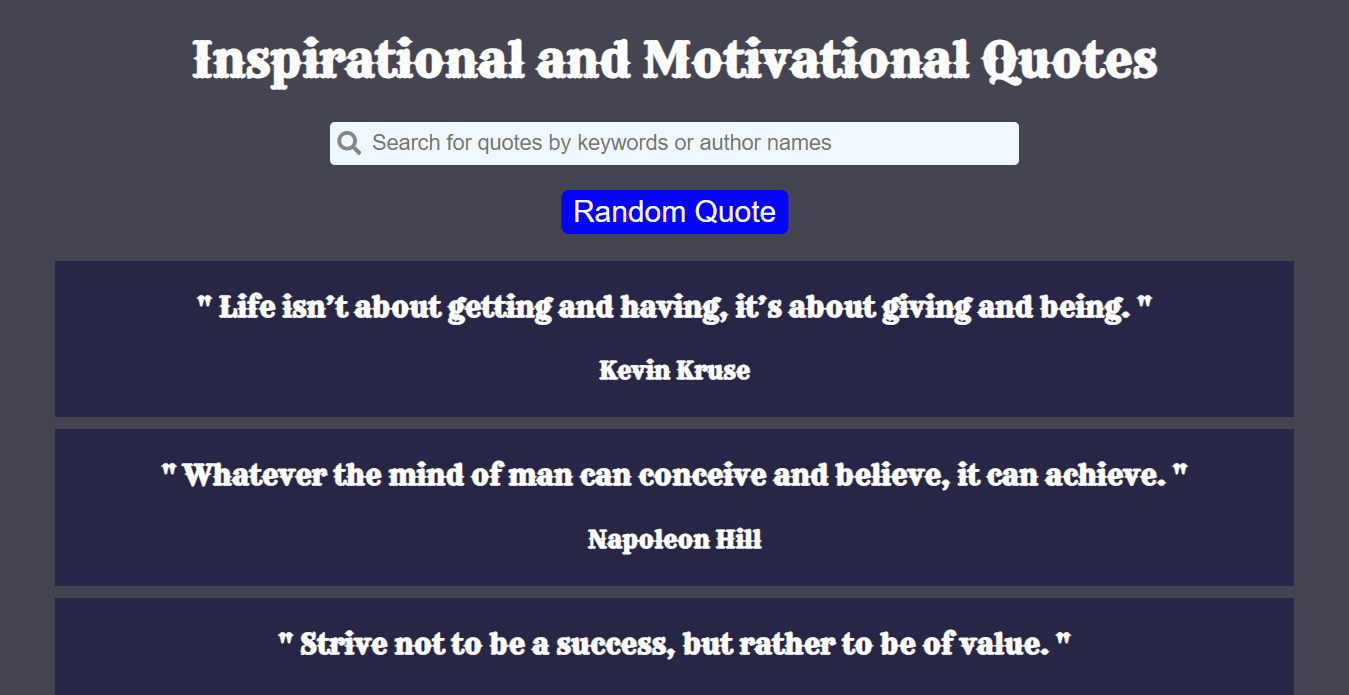 Inspirational and Motivational Quotes
Search for quotes by keywords or author names
Random Quote
" Life isn’t about getting and having, it’s about giving and being. "
Kevin Kruse
" Whatever the mind of man can conceive and believe, it can achieve. "
Napoleon Hill
" Strive not to be a success, but rather to be of value. "